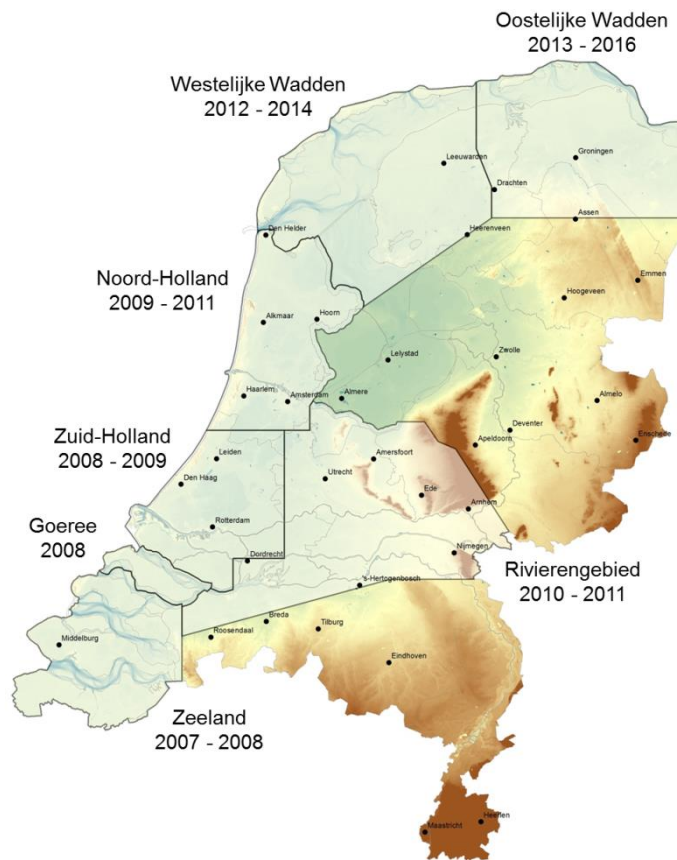 Oostelijke Wadden
2013 - 2016
Westelijke Wadden
2012 - 2014
Groningen
Leeuwarden
Drachten
Assen
Den Helder
Heerenveen
Noord-Holland
2009 - 2011
Emmen
Hoogeveen
Alkmaar
Hoorn
Lelystad
Zwolle
Haarlem
Amsterdam
Almere
Almelo
Zuid-Holland
2008 - 2009
Deventer
Enschede
Apeldoorn
Leiden
Amersfoort
Utrecht
Den Haag
Ede
Arnhem
Goeree
2008
Rotterdam
Dordrecht
Nijmegen
Rivierengebied
2010 - 2011
's-Hertogenbosch
Middelburg
Roosendaal
Breda
Tilburg
Eindhoven
Zeeland
2007 - 2008
Maastricht
Heerlen